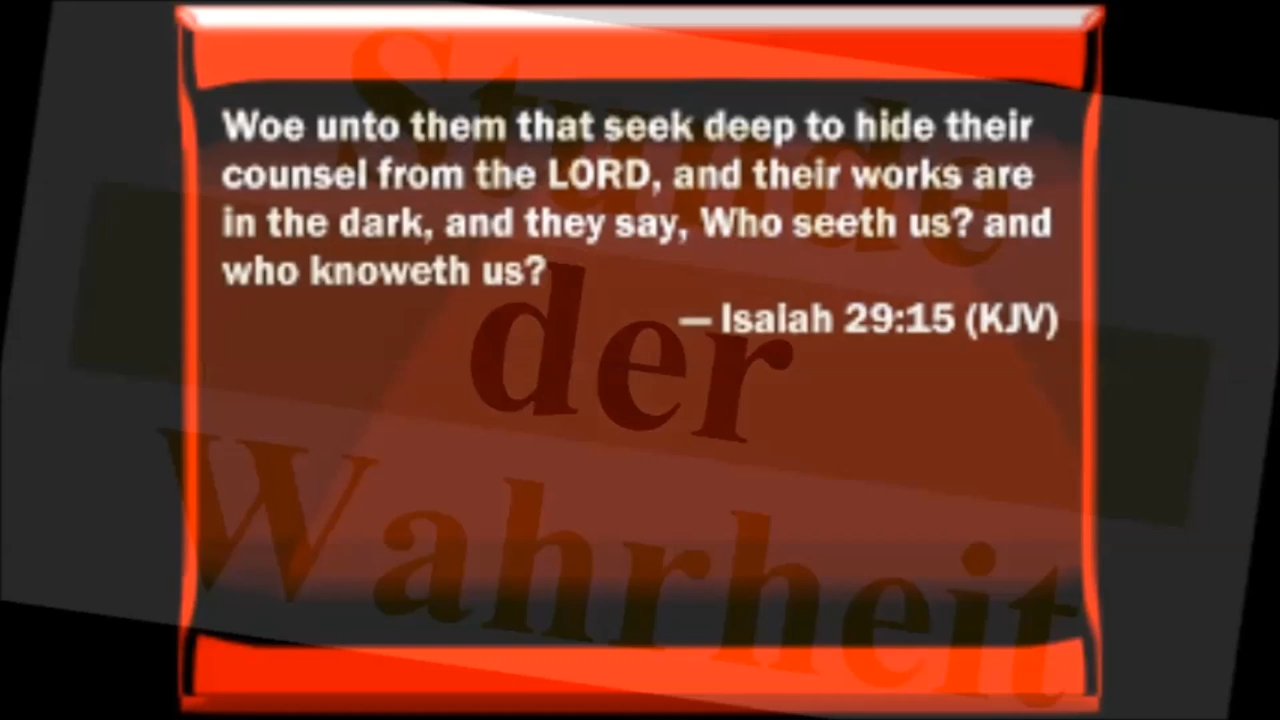 Woe unto them that seek deep to hide their
counsel from the LORD, and their works are
in the dark, and they say, Who seeth us? and
who knoweth us?
— Isaiah 29:15 (KJV)
Stunde
der
Wahrheit